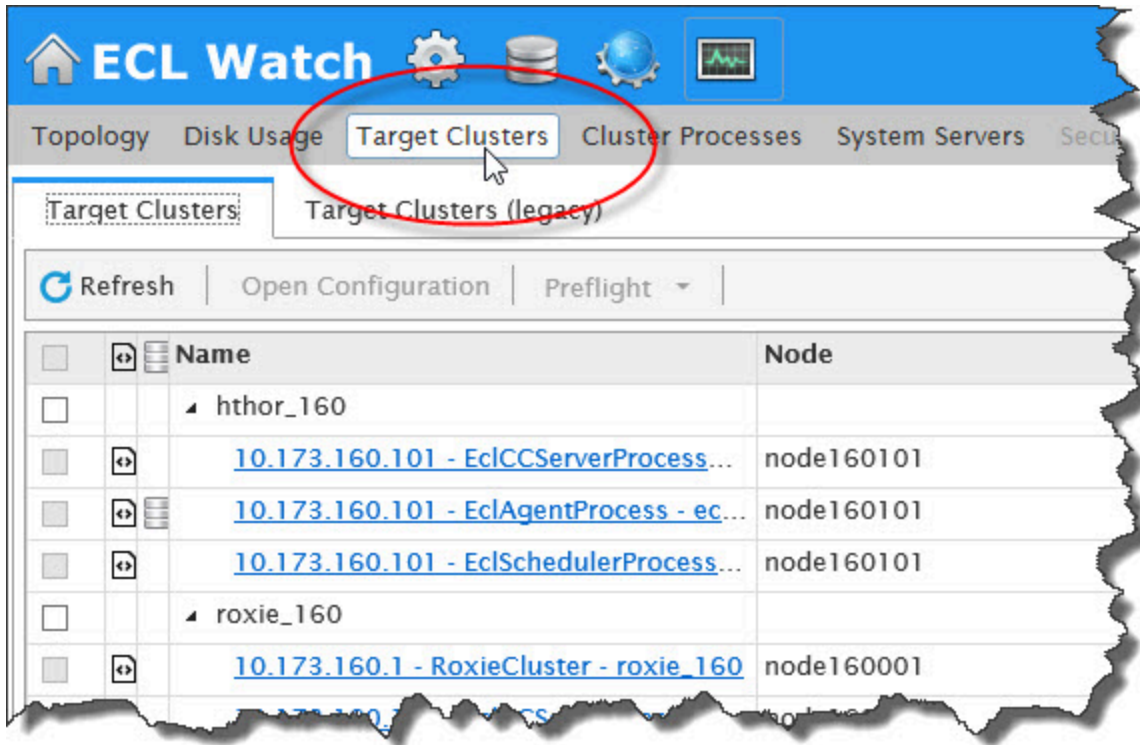 ECL Watch
Topology Disk Usage Target Clusters Cluster Processes System Servers Secu
Target Clusters Target Clusters (legacy)
Refresh Open Configuration Preflight
Name Node
hthor_160
10.173.160.101 - EclCCServerProcess... node160101
10.173.160.101 - EclAgentProcess - ec... node160101
10.173.160.101 - EclSchedulerProcess... node160101
roxie_160
10.173.160.1 - RoxieCluster - roxie_160 node160001